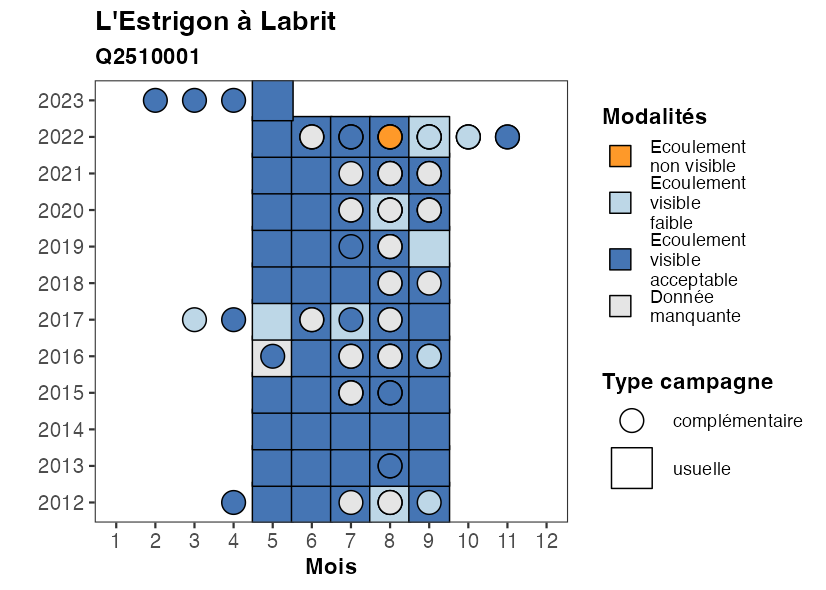 L'Estrigon à Labrit
Q2510001
2023
2022
2021
2020
2019
2018
2017
2016
2015
2014
2013
2012
1 2 3 4 5 6 7 8 9 10 11 12
Mois
Modalités
Ecoulement
non visible
Ecoulement
visible
faible
Ecoulement
visible
acceptable
Donnée
manquante
Type campagne
complémentaire
usuelle